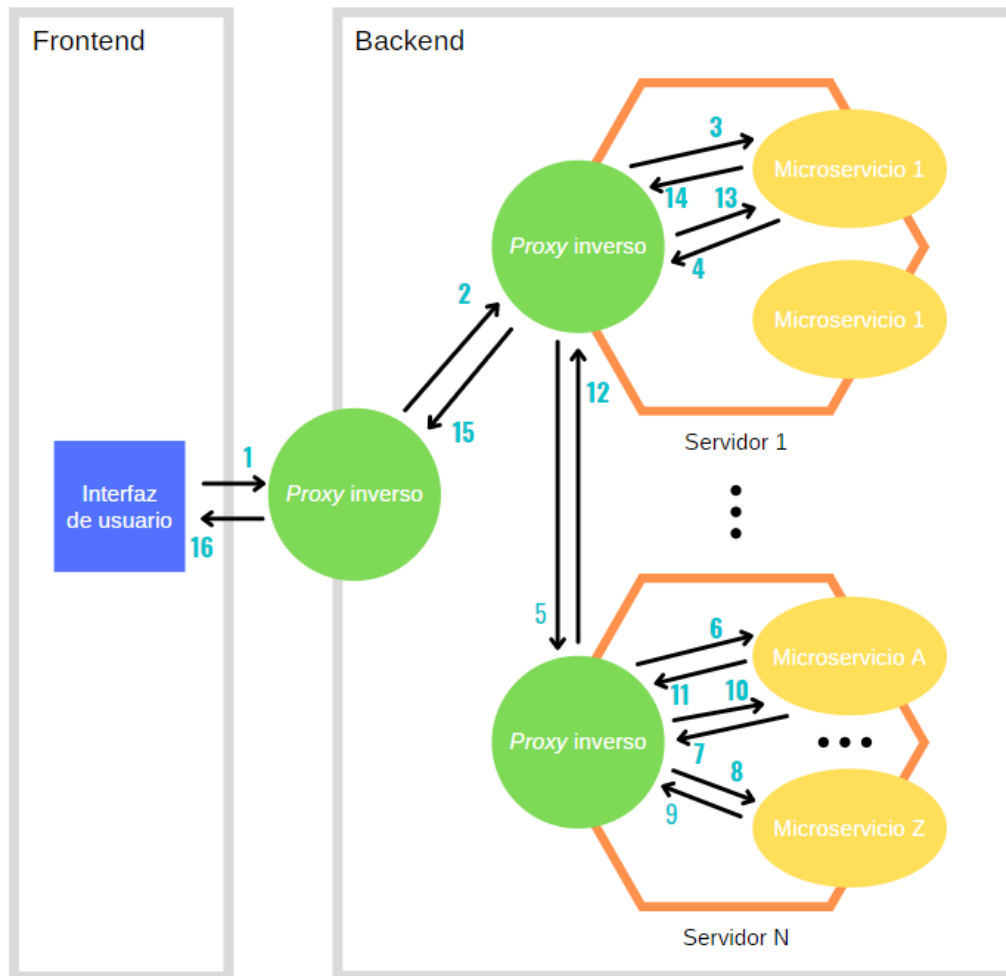 Frontend
Backend
3
Microservicio 1
14
13
Proxy inverso
4
2
Microservicio 1
12
15
Servidor 1
1
Interfaz
de usuario
Proxy inverso
16
5
6
Microservicio A
11
10
Proxy inverso
7
8
9
Microservicio Z
Servidor N